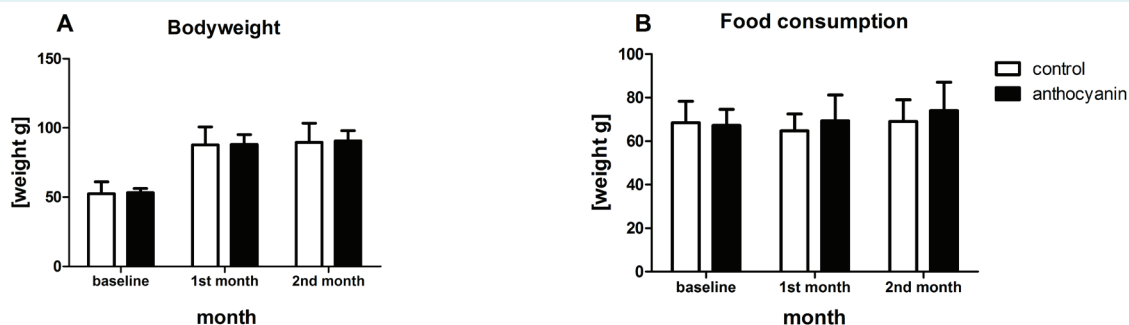 A
Bodyweight
[weight g]
150
100
50
0
baseline
1st month
2nd month
month
B
Food consumption
[weight g]
100
80
60
40
20
0
baseline
1st month
2nd month
month
control
anthocyanin